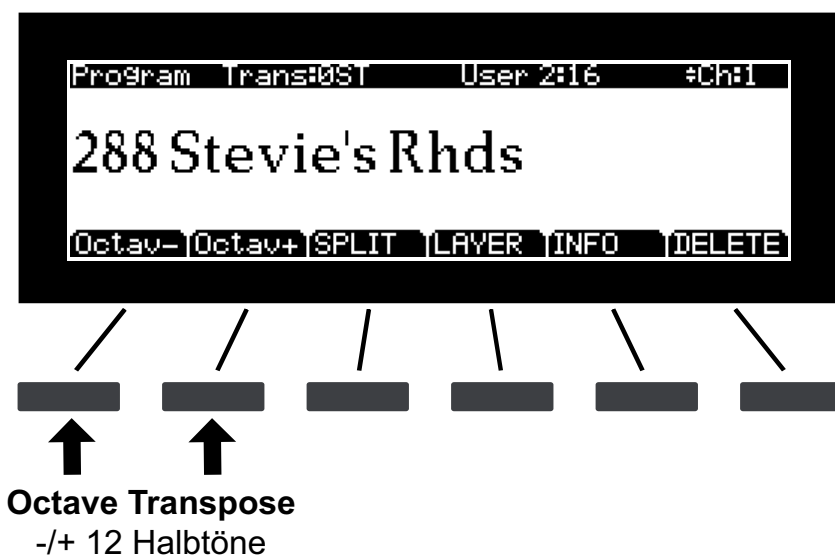 Program Trans:0ST User 2:16 ÷Ch:1
288 Stevie's Rhds
Octav- Octav+ SPLIT LAYER INFO DELETE
Octave Transpose
-/+ 12 Halbtöne